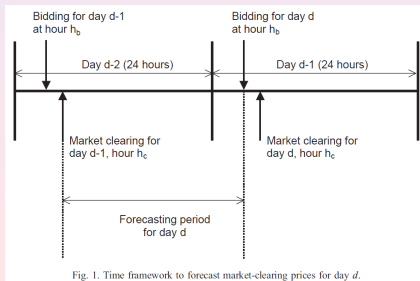 Bidding for day d-1
at hour hb
Bidding for day d
at hour hb
Day d-2 (24 hours)
Day d-1 (24 hours)
Market clearing for
day d-1, hour hc
Market clearing for
day d, hour hc
Forecasting period
for day d
Fig. 1. Time framework to forecast market-clearing prices for day d.